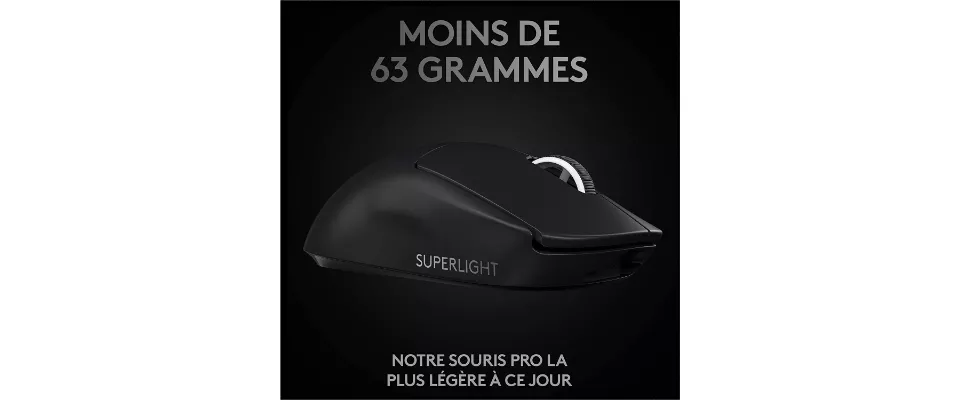 MOINS DE
63 GRAMMES
SUPERLIGHT
NOTRE SOURIS PRO LA
PLUS LÉGÈRE À CE JOUR